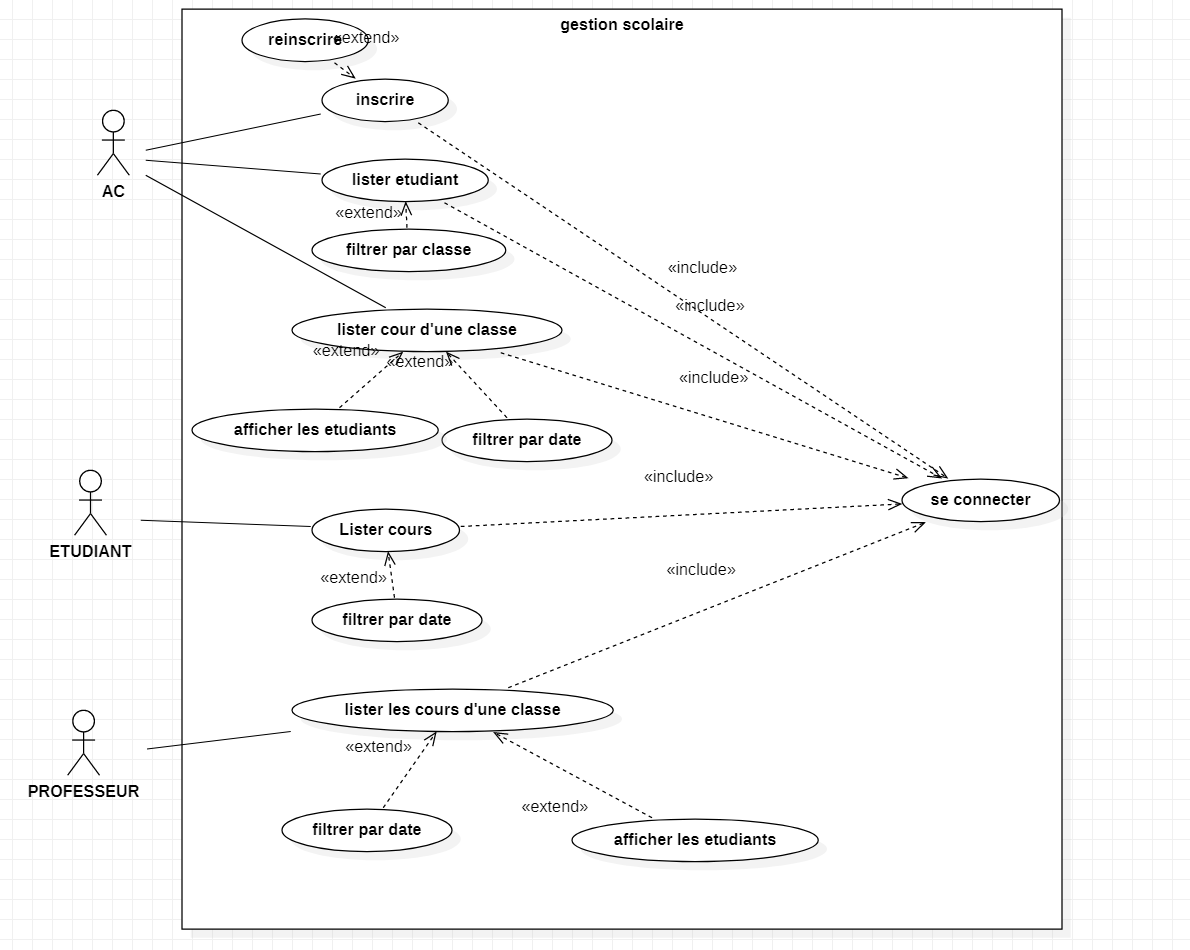 gestion scolaire
reinscrire
«extend»
inscrire
AC
lister etudiant
«extend»
filtrer par classe
«include»
«include»
lister cour d'une classe
«extend»
«extend»
«include»
afficher les etudiants
filtrer par date
«include»
se connecter
ETUDIANT
Lister cours
«include»
«extend»
filtrer par date
lister les cours d'une classe
«extend»
PROFESSEUR
«extend»
filtrer par date
afficher les etudiants